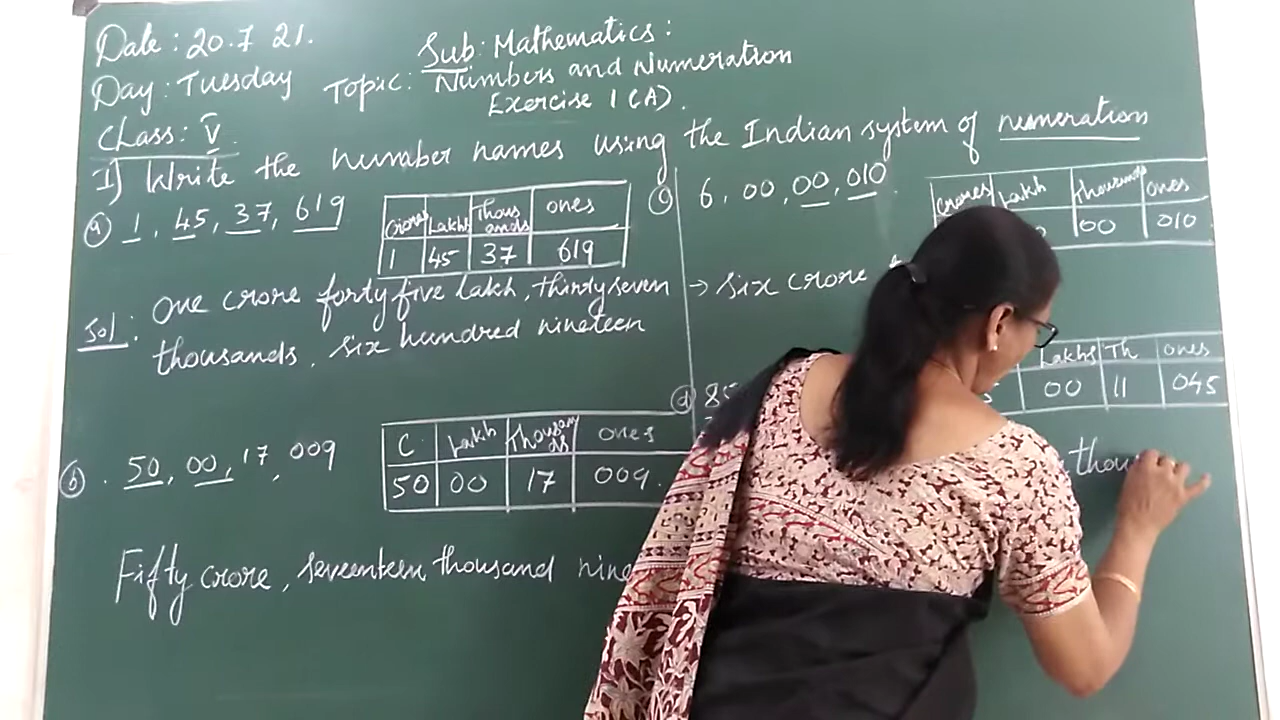 Date : 20.7 21.
Sub : Mathematics :
Day : Tuesday
Topic : Numbers and Numeration
Exercise 1 (A).
Class : V
I) Write the number names using the Indian system of numeration
(a) 1, 45, 37, 619
Crores Lakhs Thousands ones
1 45 37 619
Sol : One crore forty five lakh, thirty seven
thousands, six hundred nineteen
(b) . 50, 00, 17, 009
C. Lakh Thousands ones
50 00 17 009.
Fifty crore, seventeen thousand nine
(c) 6, 00, 00, 010.
Crores Lakh Thousands ones
00 010
→ six crore
(d) 85
Lakhs Th ones
00 11 045